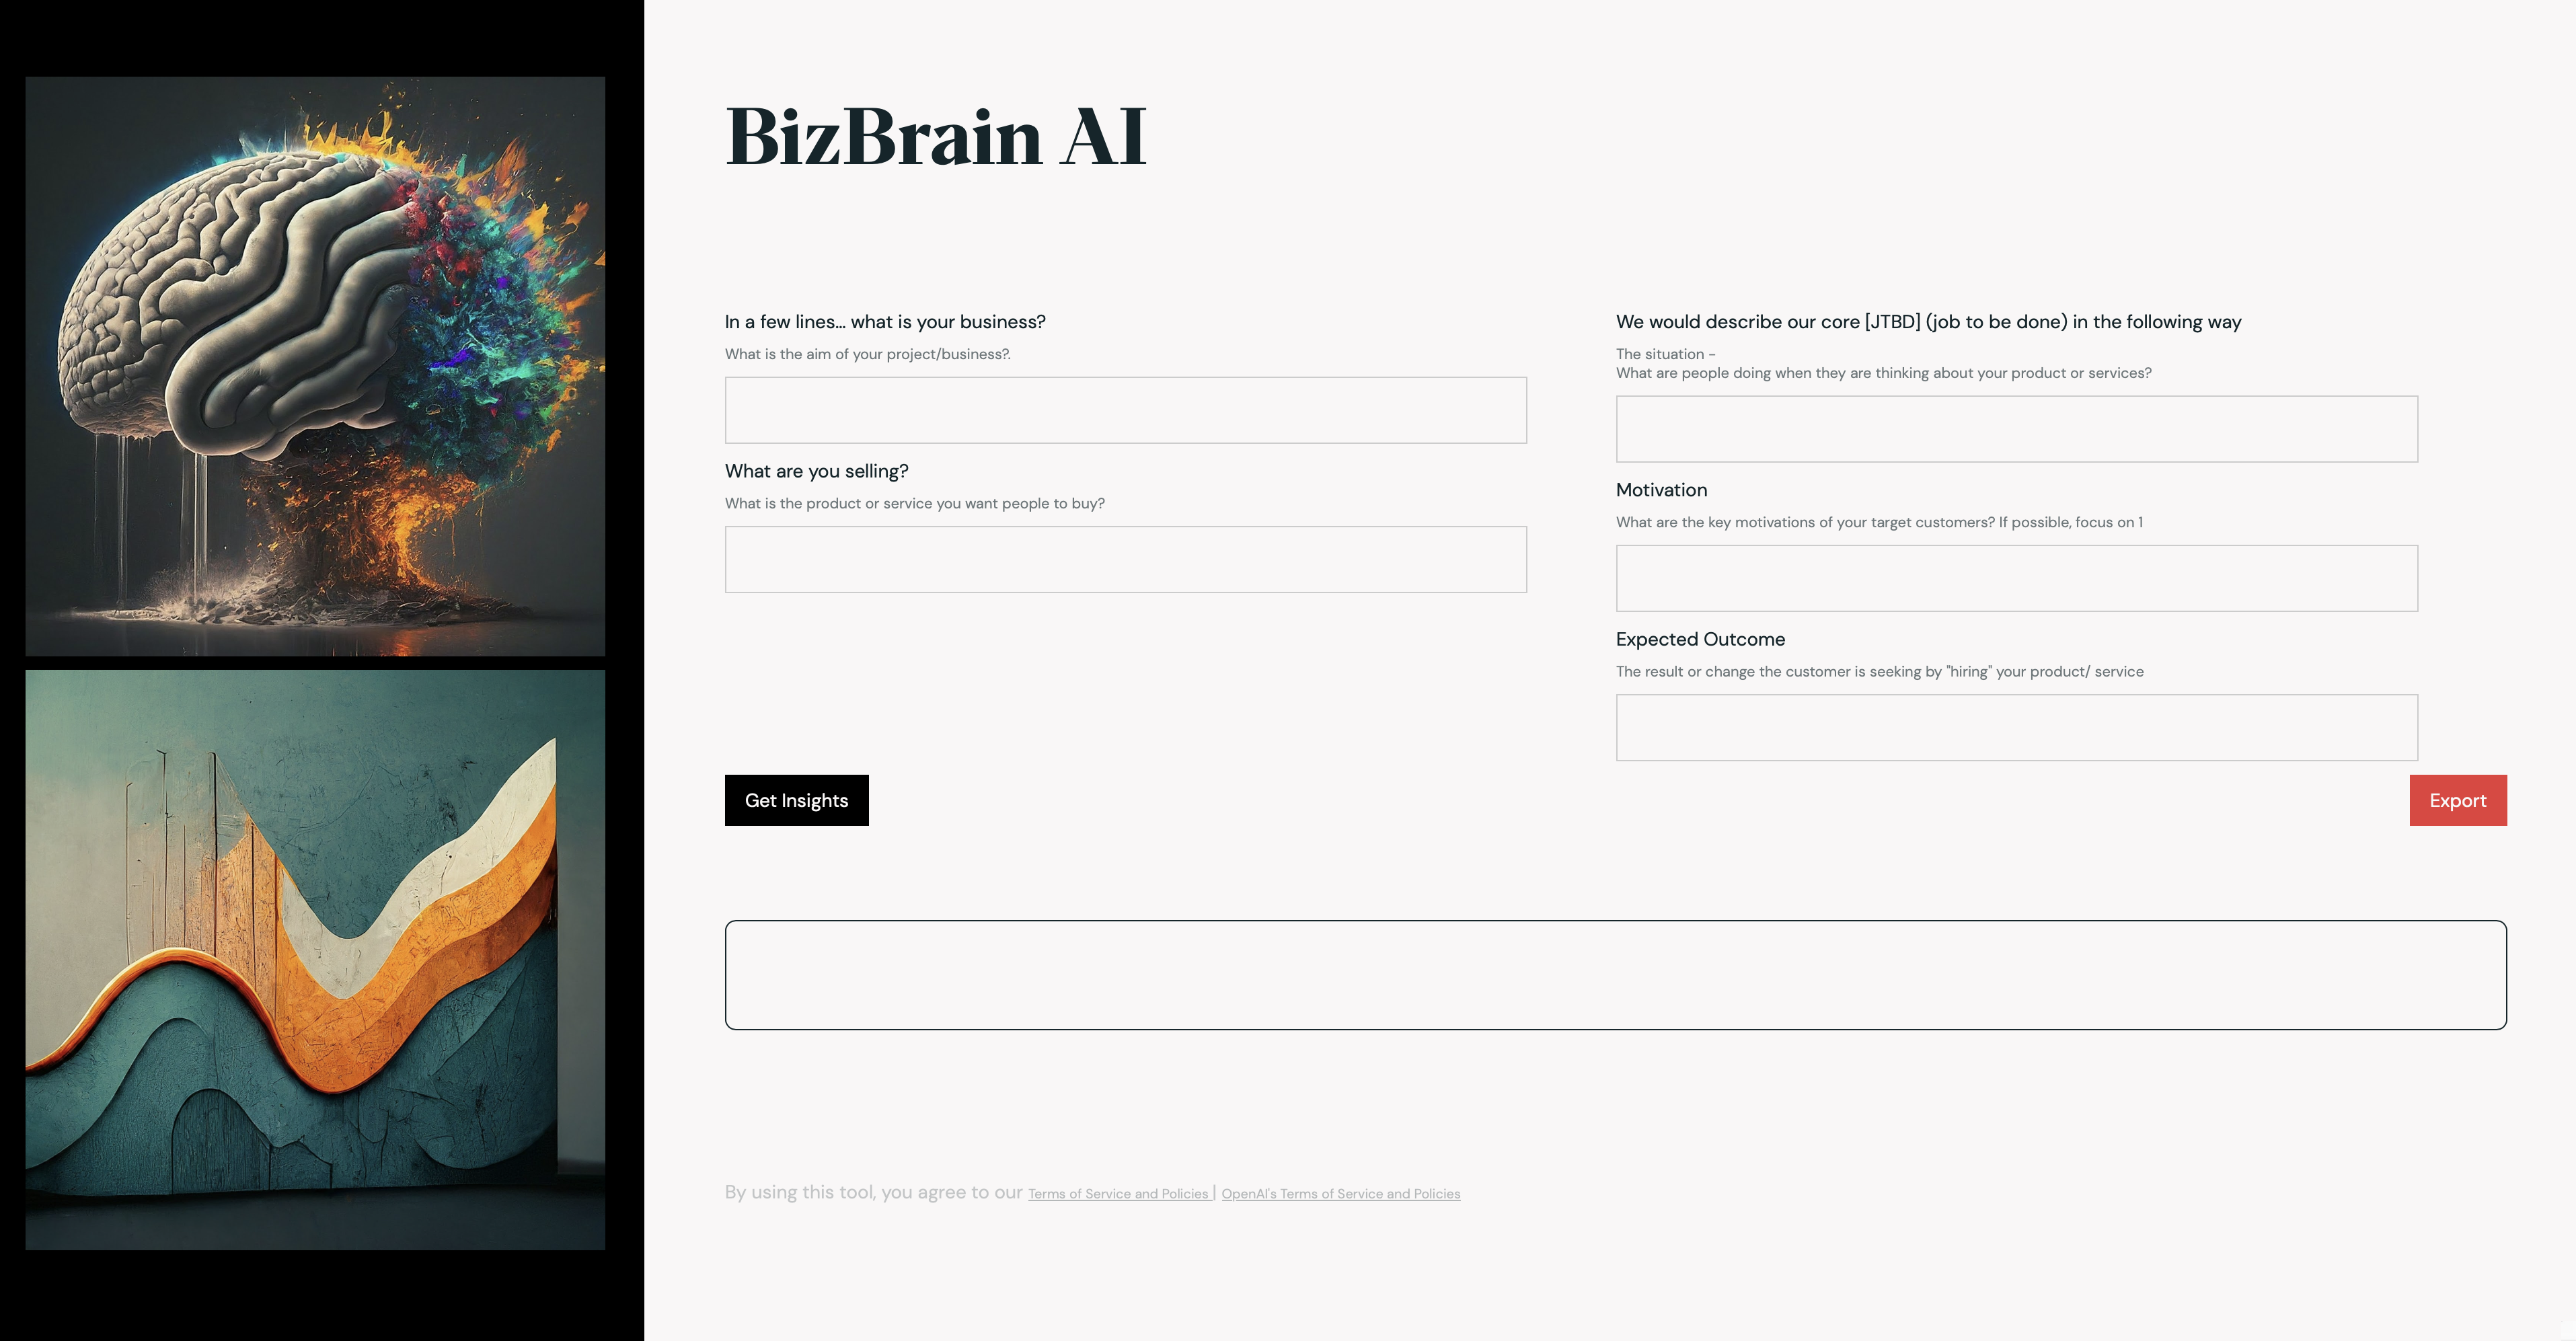 BizBrain AI
In a few lines... what is your business?
What is the aim of your project/business?.
What are you selling?
What is the product or service you want people to buy?
We would describe our core [JTBD] (job to be done) in the following way
The situation -
What are people doing when they are thinking about your product or services?
Motivation
What are the key motivations of your target customers? If possible, focus on 1
Expected Outcome
The result or change the customer is seeking by "hiring" your product/ service
Get Insights
Export
By using this tool, you agree to our Terms of Service and Policies | OpenAI's Terms of Service and Policies